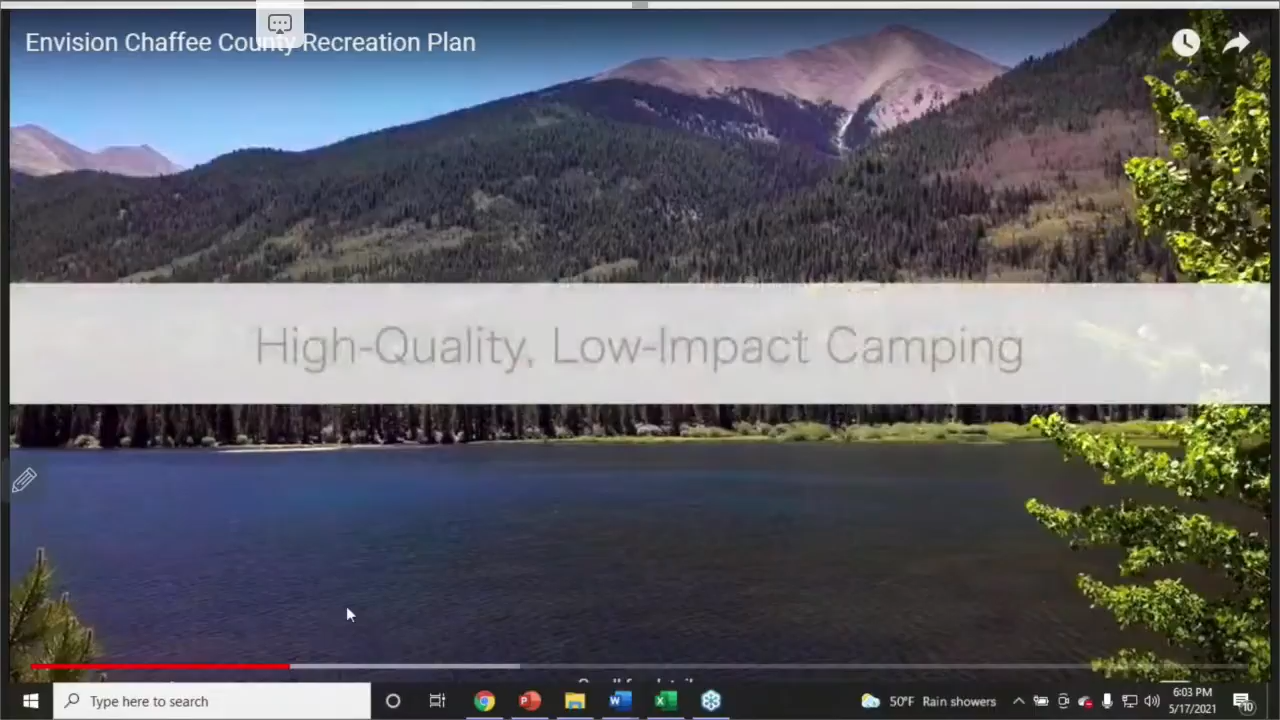 Envision Chaffee County Recreation Plan
High-Quality, Low-Impact Camping
Type here to search
50°F Rain showers
6:03 PM
5/17/2021
10